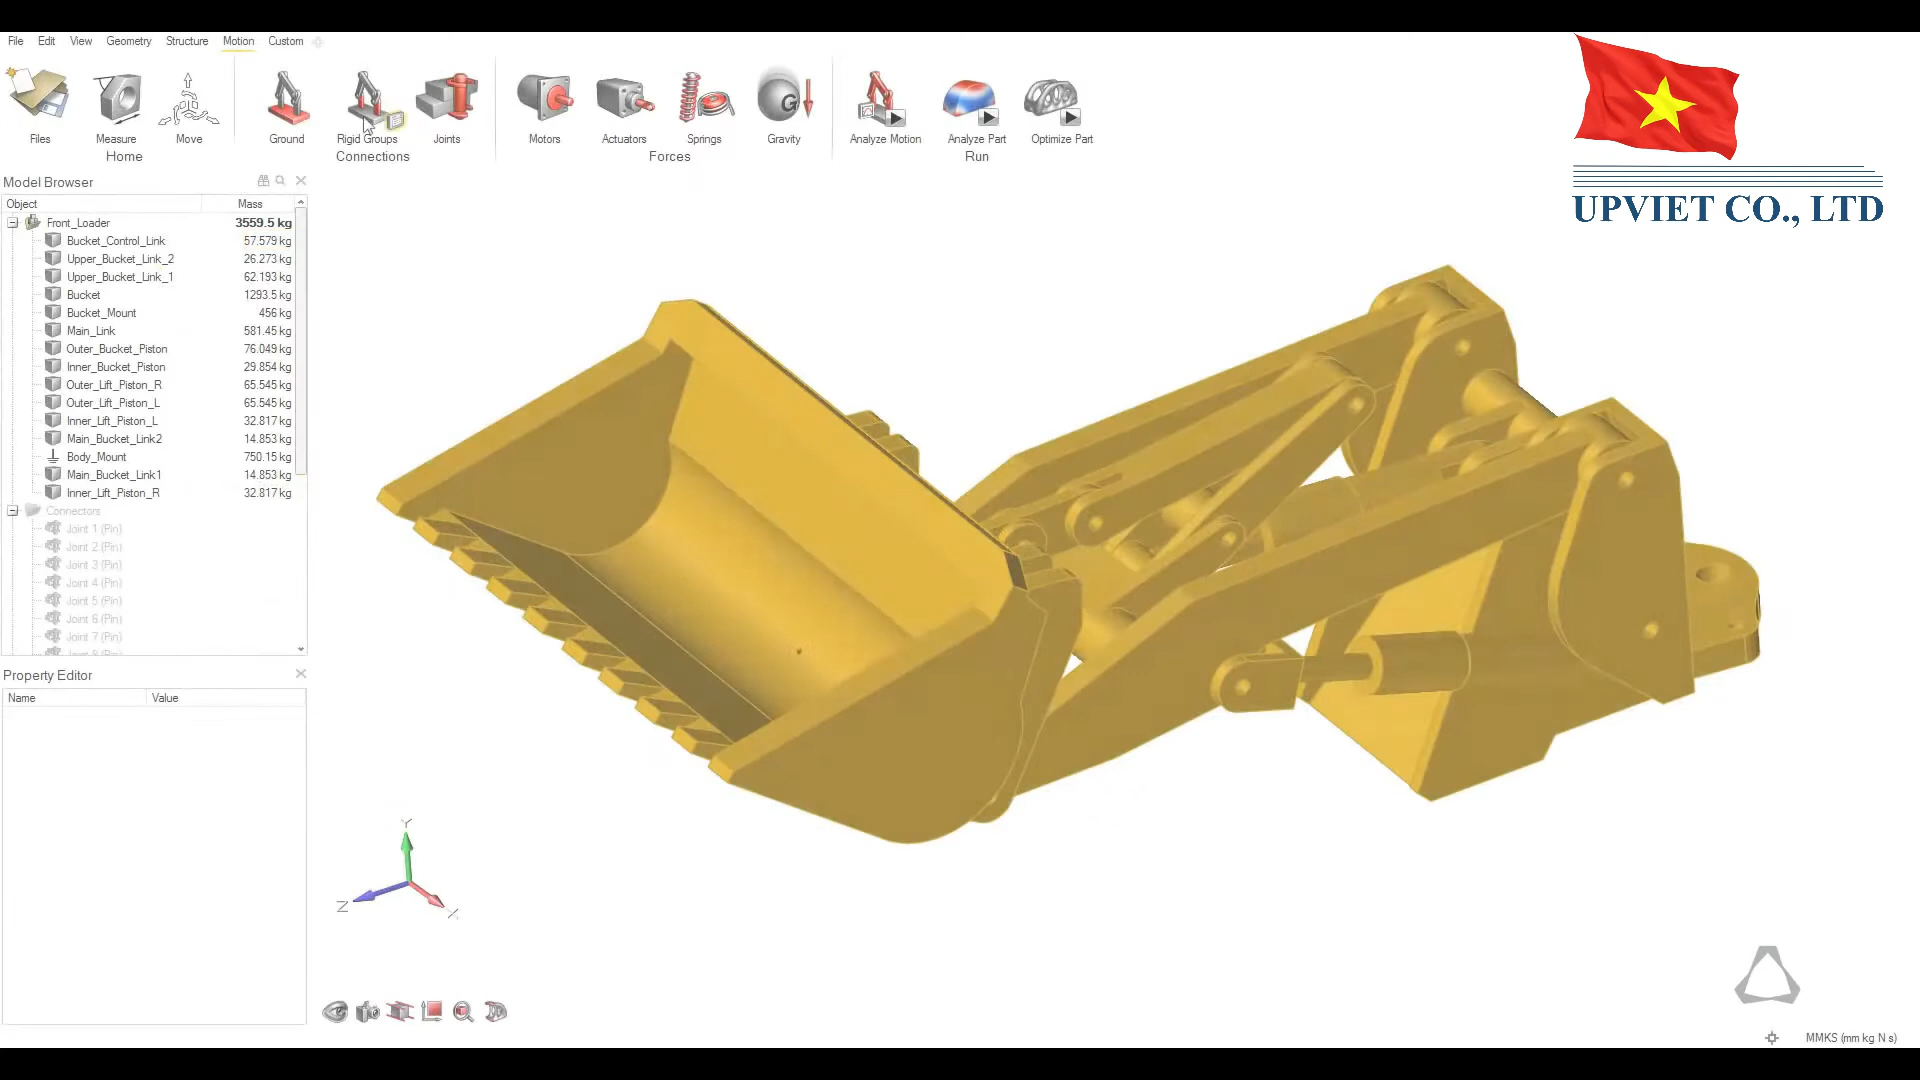 File Edit View Geometry Structure Motion Custom
Files Measure Move Ground Rigid Groups Joints Motors Actuators Springs Gravity Analyze Motion Analyze Part Optimize Part
Home Connections Forces Run
G
UPVIET CO., LTD
Model Browser
Object Mass
Front_Loader 3559.5 kg
Bucket_Control_Link 57.579 kg
Upper_Bucket_Link_2 26.273 kg
Upper_Bucket_Link_1 62.193 kg
Bucket 1293.5 kg
Bucket_Mount 456 kg
Main_Link 581.45 kg
Outer_Bucket_Piston 76.049 kg
Inner_Bucket_Piston 29.854 kg
Outer_Lift_Piston_R 65.545 kg
Outer_Lift_Piston_L 65.545 kg
Inner_Lift_Piston_L 32.817 kg
Main_Bucket_Link2 14.853 kg
Body_Mount 750.15 kg
Main_Bucket_Link1 14.853 kg
Inner_Lift_Piston_R 32.817 kg
Connectors
Joint 1 (Pin)
Joint 2 (Pin)
Joint 3 (Pin)
Joint 4 (Pin)
Joint 5 (Pin)
Joint 6 (Pin)
Joint 7 (Pin)
Property Editor
Name Value
Y
Z
X
MMKS (mm kg N s)